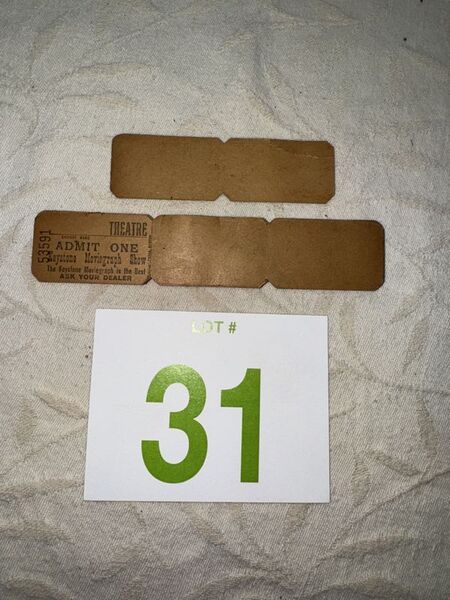 THEATRE
ADMIT ONE
Keystone Moviegraph Show
The Keystone Moviegraph is the Best
ASK YOUR DEALER
53591
LOT #
31